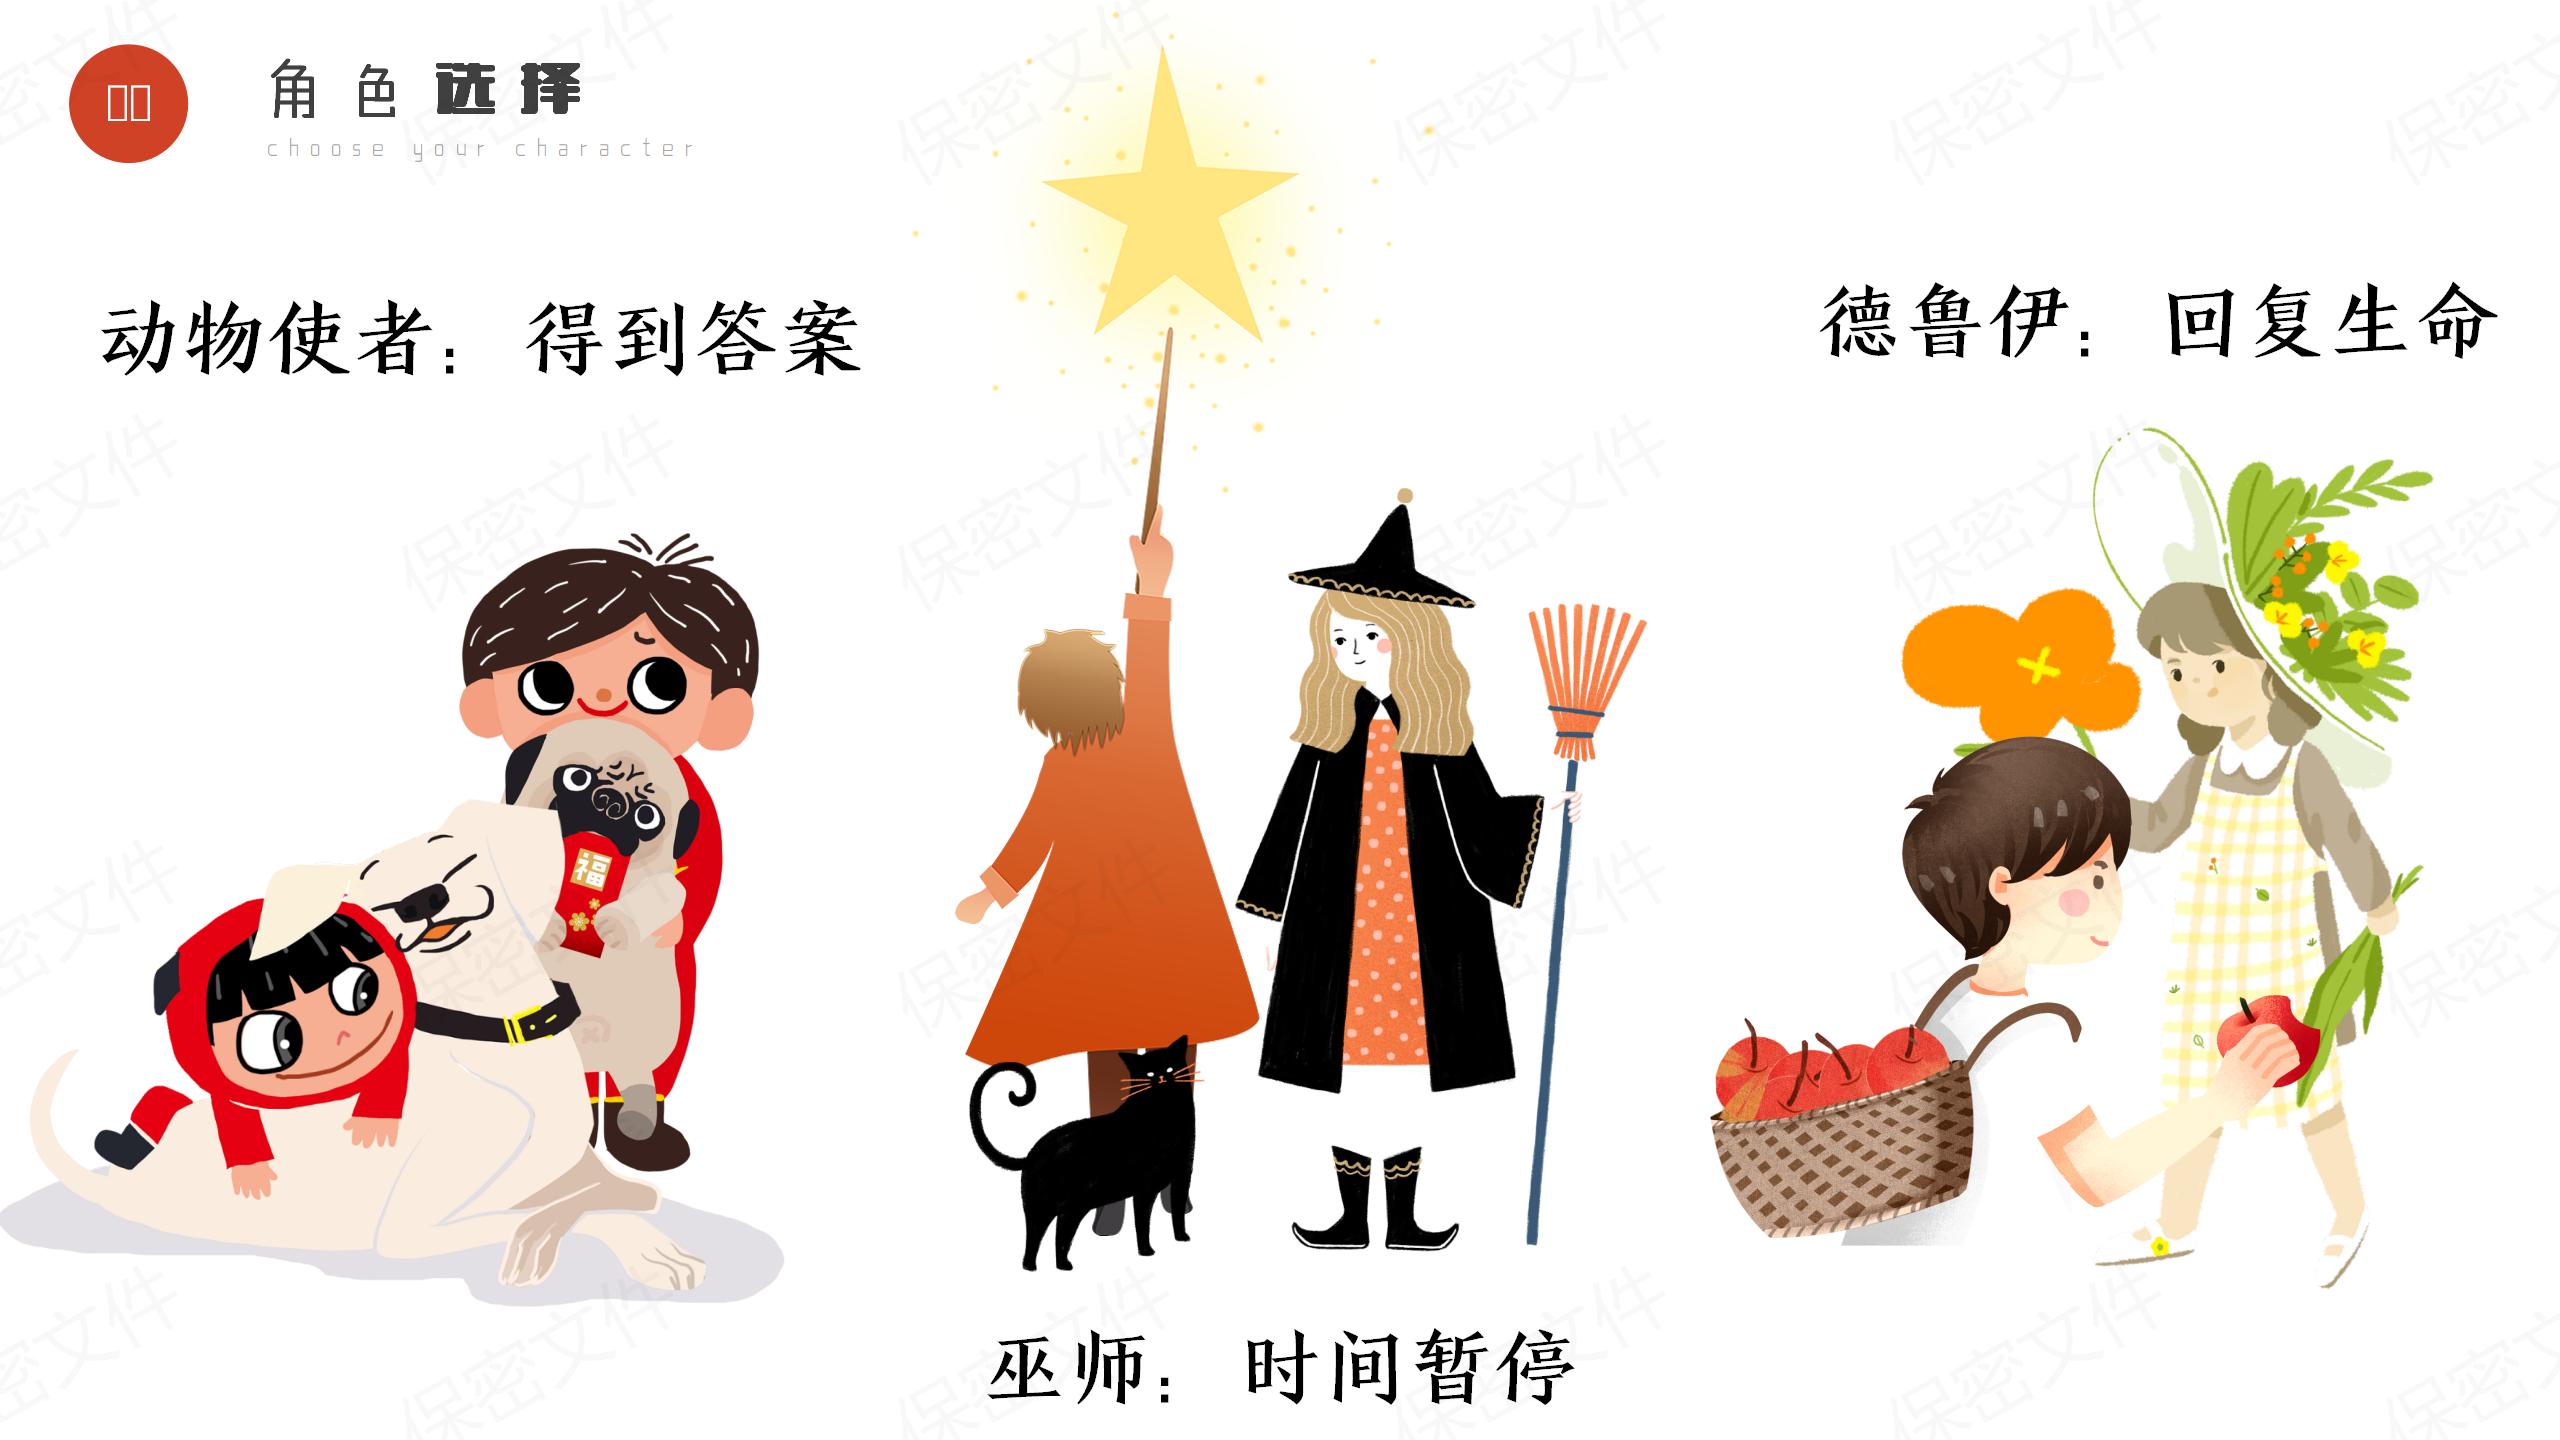 角色选择
choose your character
动物使者：得到答案
德鲁伊：回复生命
福
巫师：时间暂停
保密文件